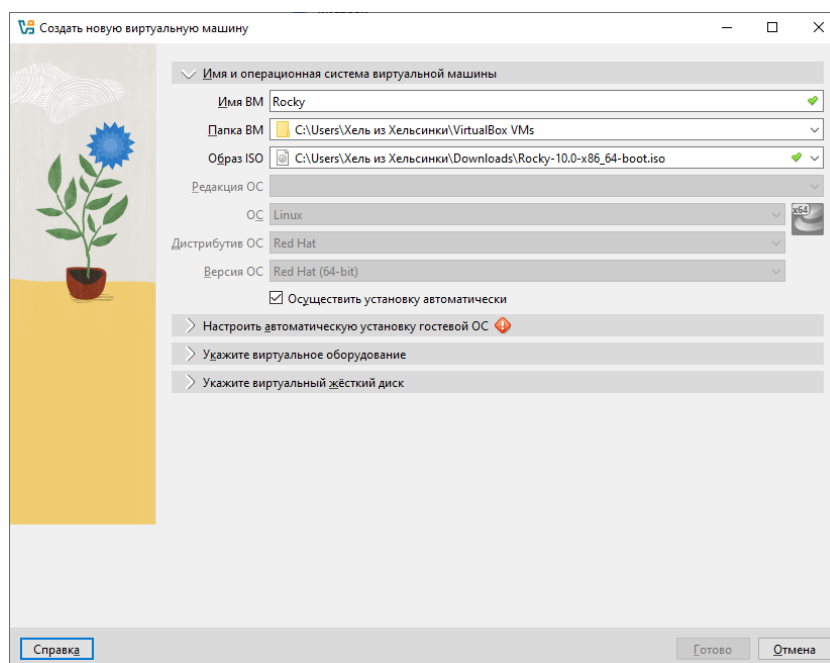 Создать новую виртуальную машину
Имя и операционная система виртуальной машины
Имя ВМ Rocky
Папка ВМ C:\Users\Хель из Хельсинки\VirtualBox VMs
Образ ISO C:\Users\Хель из Хельсинки\Downloads\Rocky-10.0-x86_64-boot.iso
Редакция ОС
ОС Linux
x64
Дистрибутив ОС Red Hat
Версия ОС Red Hat (64-bit)
Осуществить установку автоматически
Настроить автоматическую установку гостевой ОС
Укажите виртуальное оборудование
Укажите виртуальный жёсткий диск
Справка
Готово
Отмена